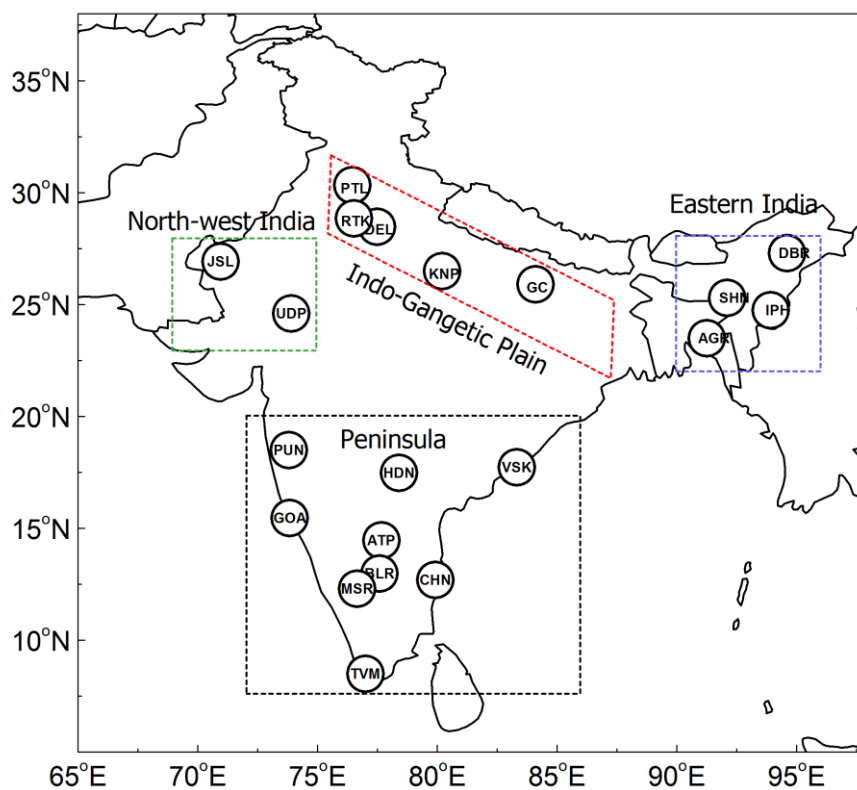 35°N
30°N
25°N
20°N
15°N
10°N
65°E
70°E
75°E
80°E
85°E
90°E
95°E
North-west India
JSL
UDP
PTL
RTK
DEL
KNP
GC
Indo-Gangetic Plain
Eastern India
DBR
SHN
IPH
AGR
Peninsula
PUN
HDN
VSK
GOA
ATP
BLR
MSR
CHN
TVM